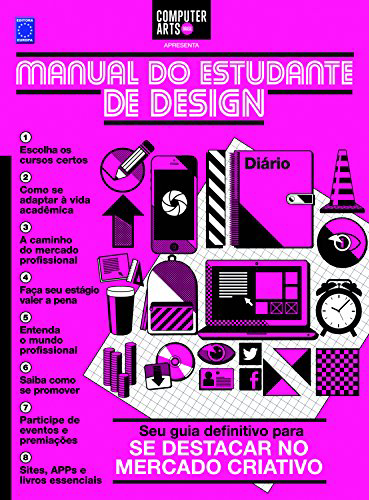 EDITORA
EUROPA
COMPUTER
ARTS BRASIL
APRESENTA
MANUAL DO ESTUDANTE
DE DESIGN
1
Escolha os
cursos certos
2
Como se
adaptar à vida
acadêmica
3
A caminho
do mercado
profissional
4
Faça seu estágio
valer a pena
5
Entenda
o mundo
profissional
6
Saiba como
se promover
7
Participe de
eventos e
premiações
8
Sites, APPs e
livros essenciais
Diário
Seu guia definitivo para
SE DESTACAR NO
MERCADO CRIATIVO